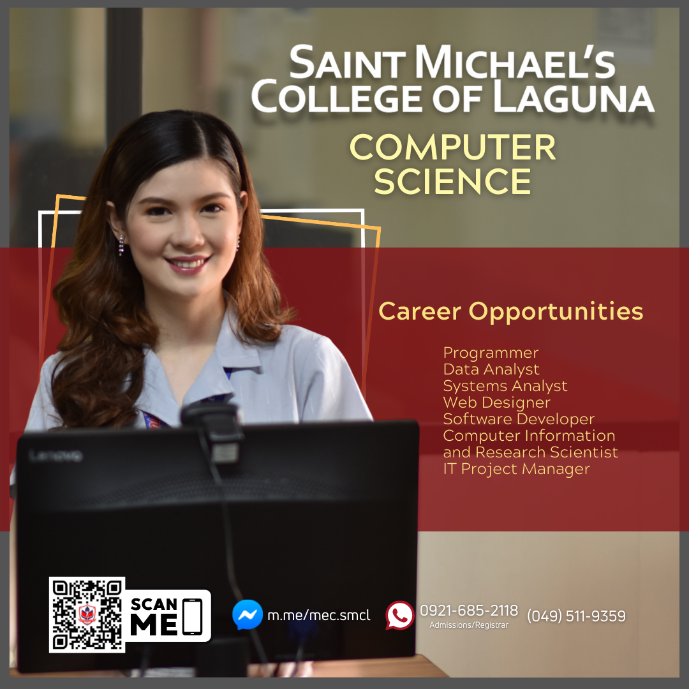 SAINT MICHAEL'S
COLLEGE OF LAGUNA
COMPUTER
SCIENCE
Career Opportunities
Programmer
Data Analyst
Systems Analyst
Web Designer
Software Developer
Computer Information
and Research Scientist
IT Project Manager
Lenovo
SCAN
ME
m.me/mec.smcl
0921-685-2118
Admissions/Registrar
(049) 511-9359